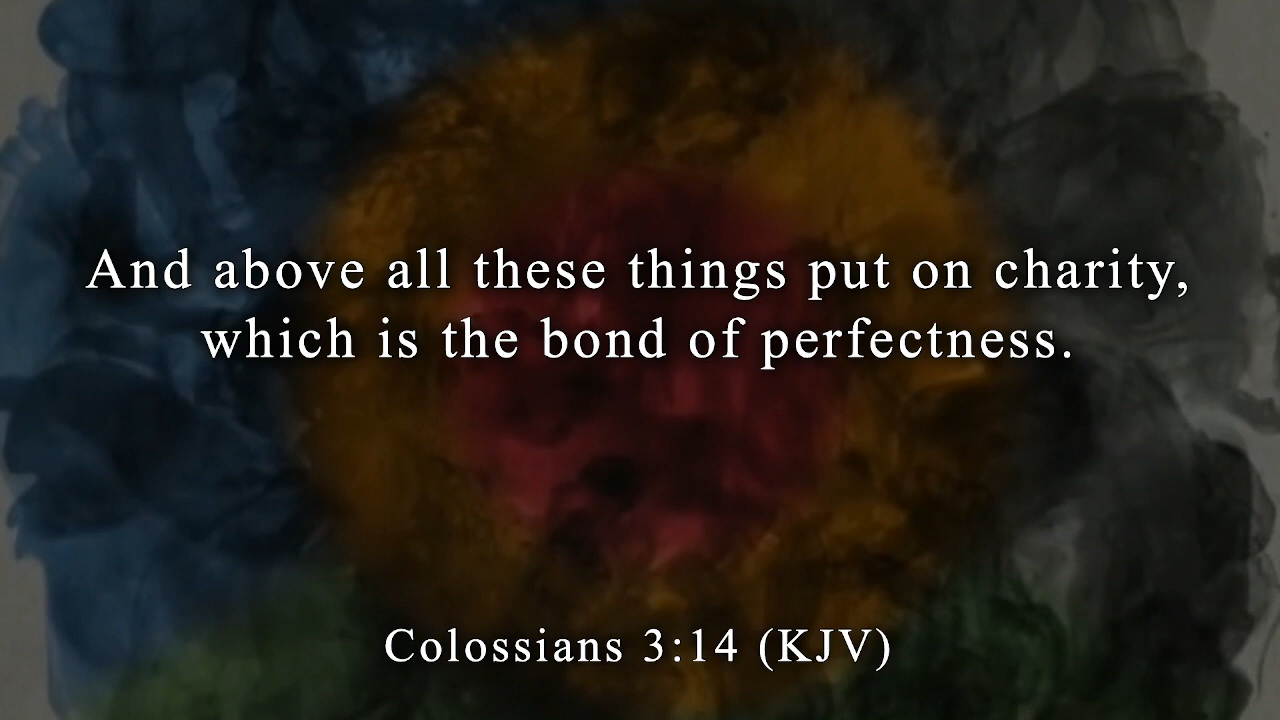 And above all these things put on charity,
which is the bond of perfectness.
Colossians 3:14 (KJV)